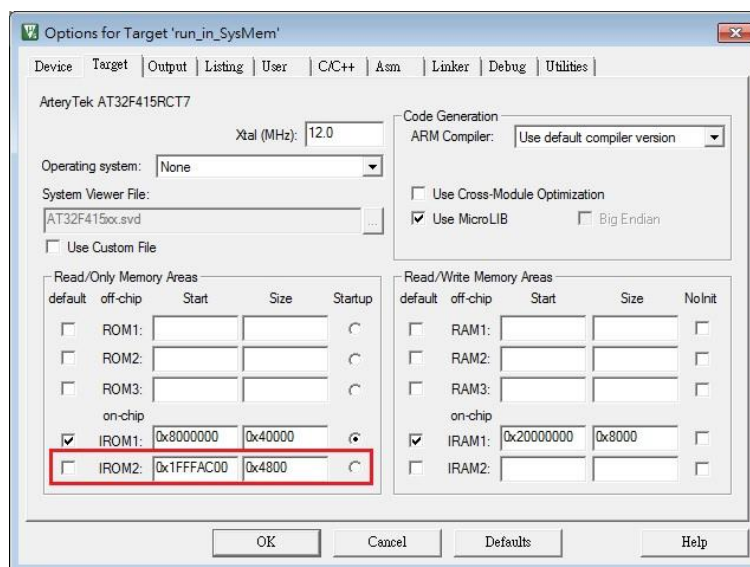 Options for Target 'run_in_SysMem'
Device Target Output Listing User C/C++ Asm Linker Debug Utilities
ArteryTek AT32F415RCT7
Xtal (MHz): 12.0
Operating system: None
System Viewer File:
AT32F415xx.svd ...
Use Custom File
Code Generation
ARM Compiler: Use default compiler version
Use Cross-Module Optimization
Use MicroLIB Big Endian
Read/Only Memory Areas
default off-chip Start Size Startup
ROM1:
ROM2:
ROM3:
on-chip
IROM1: 0x8000000 0x40000
IROM2: 0x1FFFAC00 0x4800
Read/Write Memory Areas
default off-chip Start Size NoInit
RAM1:
RAM2:
RAM3:
on-chip
IRAM1: 0x20000000 0x8000
IRAM2:
OK Cancel Defaults Help